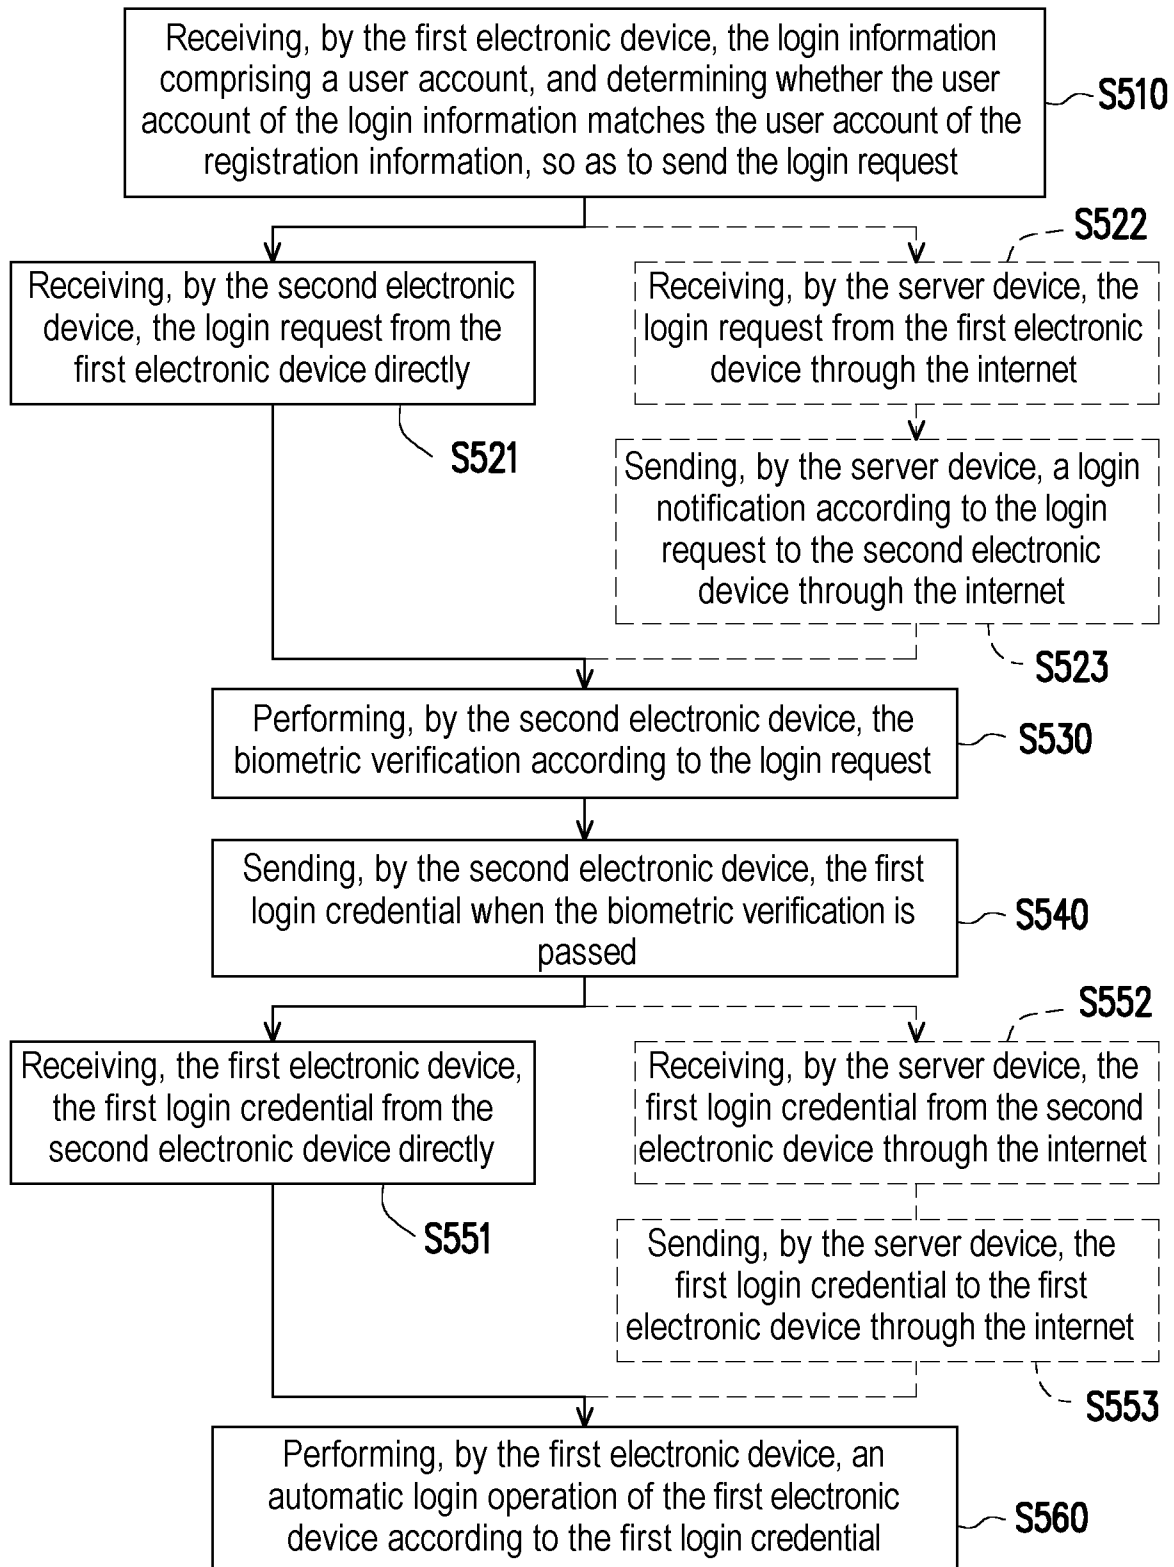 Receiving, by the first electronic device, the login information
comprising a user account, and determining whether the user
account of the login information matches the user account of the
registration information, so as to send the login request
S510
Receiving, by the second electronic
device, the login request from the
first electronic device directly
S521
S522
Receiving, by the server device, the
login request from the first electronic
device through the internet
Sending, by the server device, a login
notification according to the login
request to the second electronic
device through the internet
S523
Performing, by the second electronic device, the
biometric verification according to the login request
S530
Sending, by the second electronic device, the first
login credential when the biometric verification is
passed
S540
Receiving, the first electronic device,
the first login credential from the
second electronic device directly
S551
S552
Receiving, by the server device, the
first login credential from the second
electronic device through the internet
Sending, by the server device, the
first login credential to the first
electronic device through the internet
S553
Performing, by the first electronic device, an
automatic login operation of the first electronic
device according to the first login credential
S560